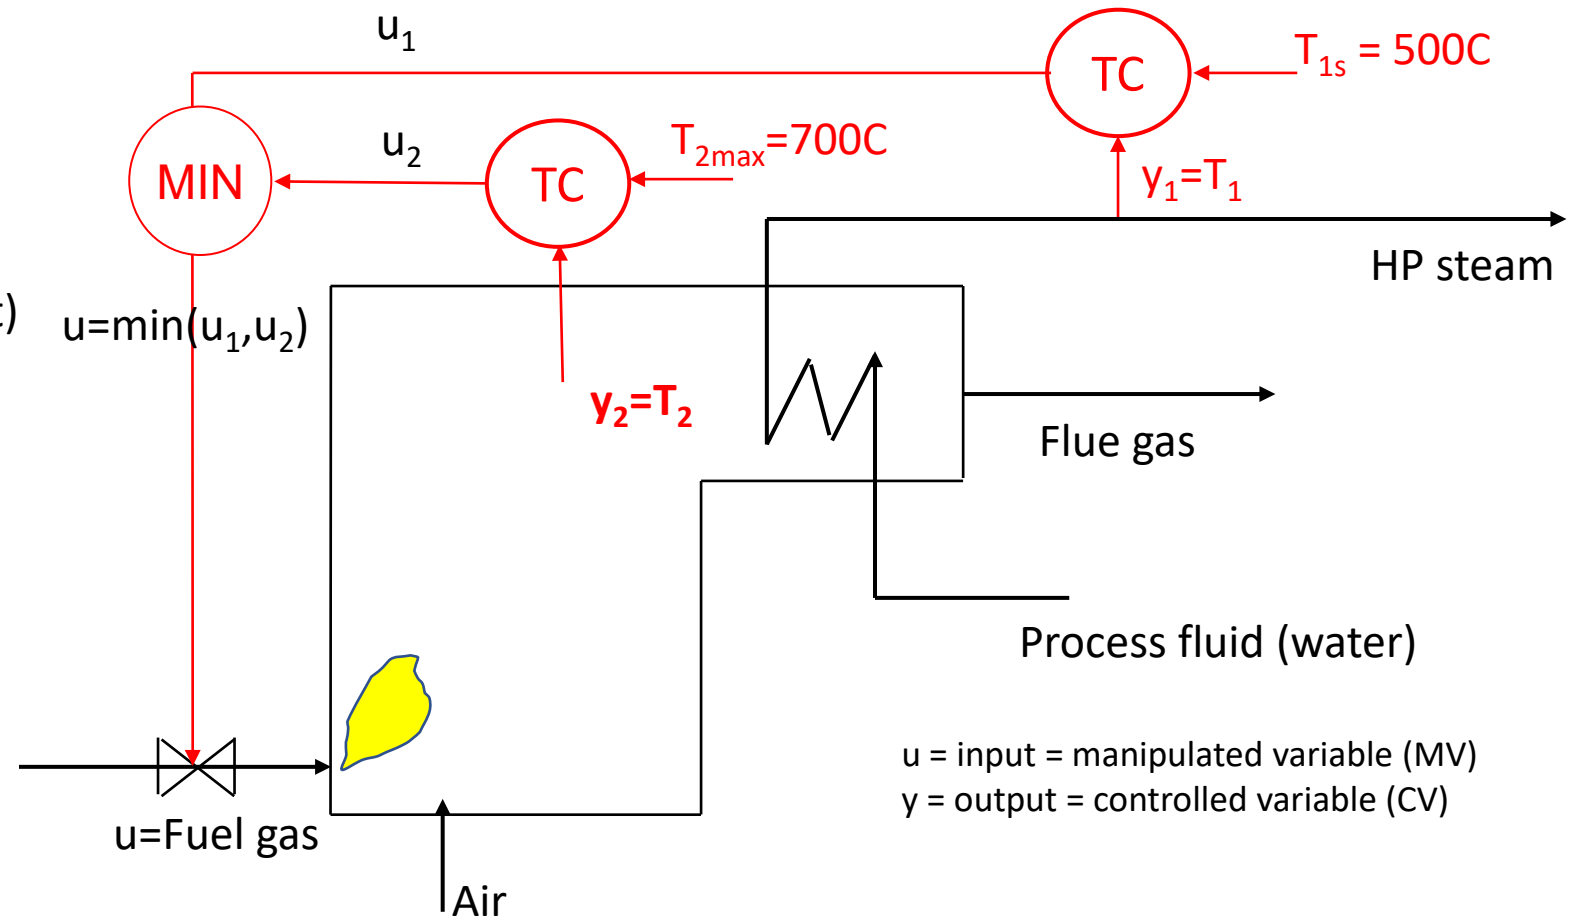 u₁
TC
T₁ₛ = 500C
u₂
T₂ₘₐₓ=700C
MIN
TC
y₁=T₁
HP steam
t)
u=min(u₁,u₂)
y₂=T₂
Flue gas
Process fluid (water)
u = input = manipulated variable (MV)
y = output = controlled variable (CV)
u=Fuel gas
Air